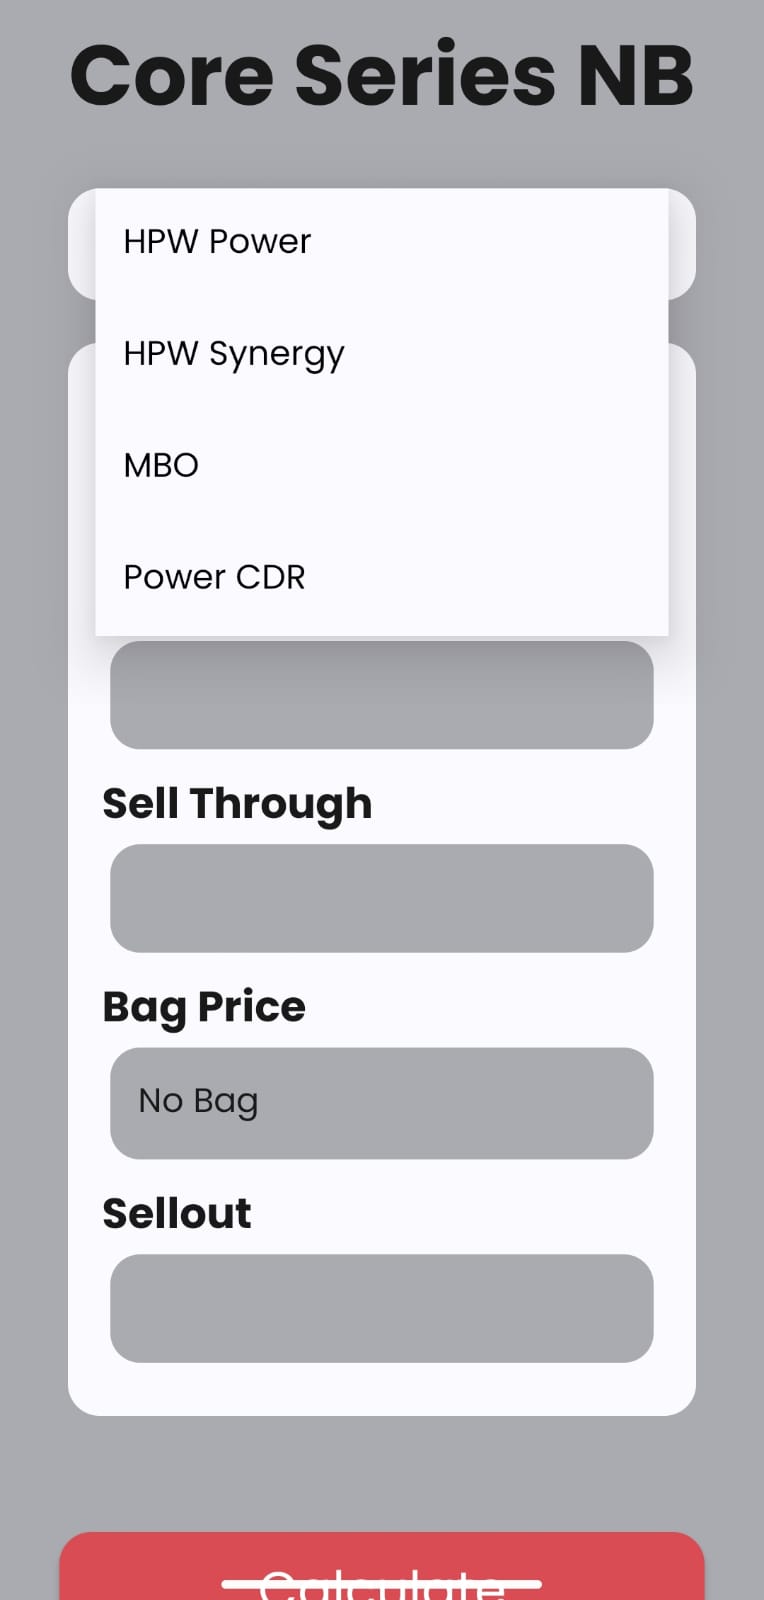 Core Series NB
HPW Power
HPW Synergy
MBO
Power CDR
Sell Through
Bag Price
No Bag
Sellout
Calculate